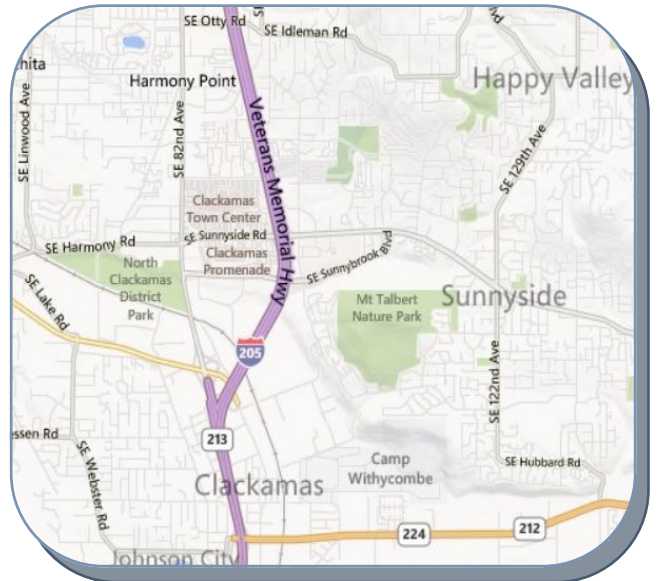 SE Otty Rd
SE Idleman Rd
Harmony Point
Happy Valley
SE Linwood Ave
SE 82nd Ave
Veterans Memorial Hwy
SE 129th Ave
Clackamas
Town Center
SE Sunnyside Rd
SE Harmony Rd
Clackamas
Promenade
SE Sunnybrook Blvd
North
Clackamas
District
Park
SE Lake Rd
Mt Talbert
Nature Park
Sunnyside
205
SE 122nd Ave
213
SE Webster Rd
Clackamas
Camp
Withycombe
SE Hubbard Rd
224
212
Johnson City